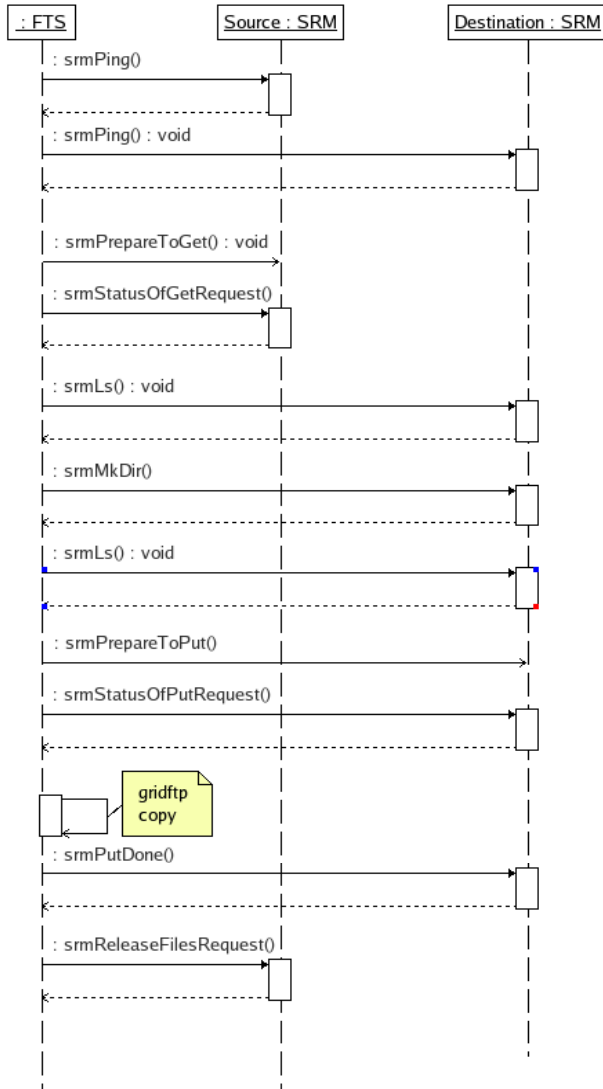 : FTS
Source : SRM
Destination : SRM
: srmPing()
: srmPing() : void
: srmPrepareToGet() : void
: srmStatusOfGetRequest()
: srmLs() : void
: srmMkDir()
: srmLs() : void
: srmPrepareToPut()
: srmStatusOfPutRequest()
gridftp
copy
: srmPutDone()
: srmReleaseFilesRequest()